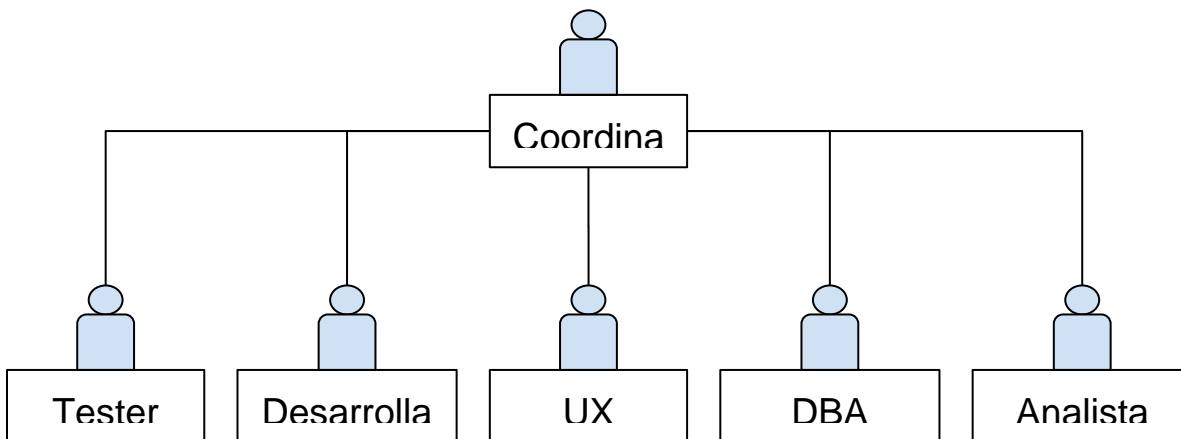 Coordina
Tester
Desarrolla
UX
DBA
Analista